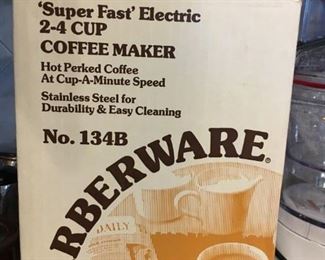 'Super Fast' Electric
2-4 CUP
COFFEE MAKER
Hot Perked Coffee
At Cup-A-Minute Speed
Stainless Steel for
Durability & Easy Cleaning
No. 134B
RBERWARE®
DAILY